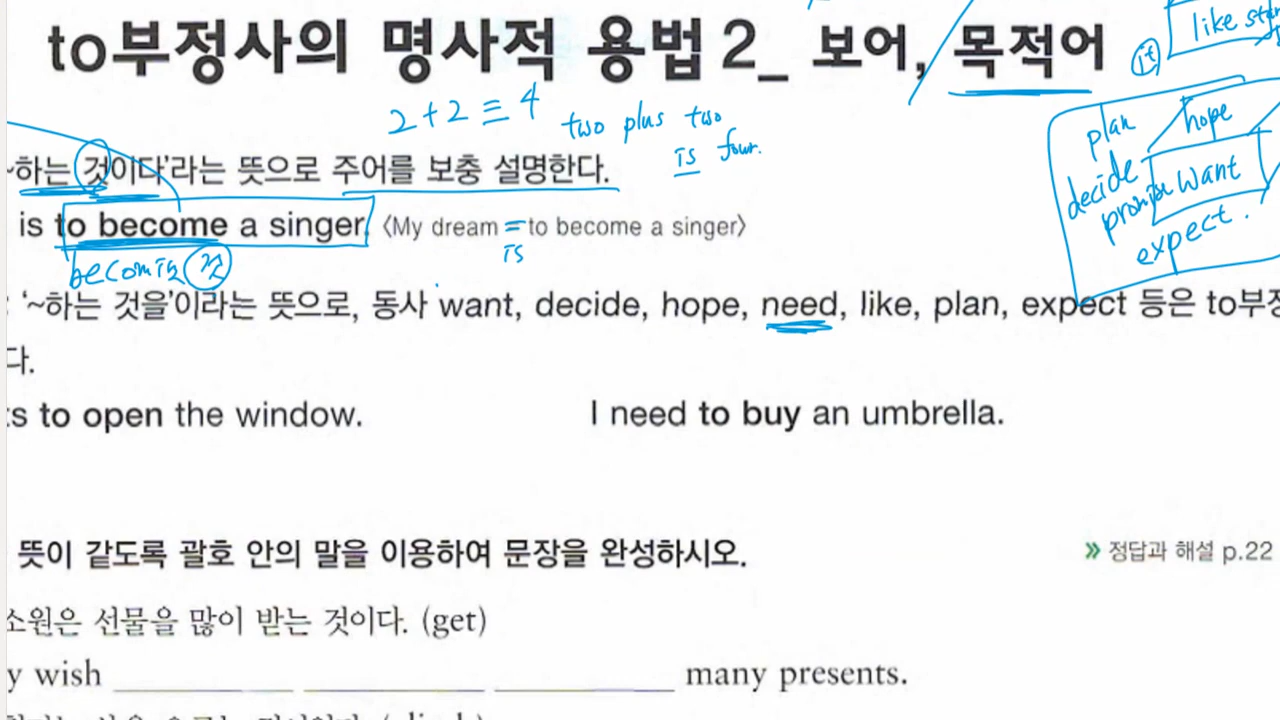 to부정사의 명사적 용법 2_ 보어, 목적어
it
like
2+2 = 4 two plus two
is four.
plan hope
decide want
promise
expect.
~하는 것이다'라는 뜻으로 주어를 보충 설명한다.
is to become a singer. <My dream = to become a singer>
is
becoming 것
'~하는 것을'이라는 뜻으로, 동사 want, decide, hope, need, like, plan, expect 등은 to부정
다.
s to open the window. I need to buy an umbrella.
뜻이 같도록 괄호 안의 말을 이용하여 문장을 완성하시오. » 정답과 해설 p.22
소원은 선물을 많이 받는 것이다. (get)
y wish ___ ___ ___ many presents.